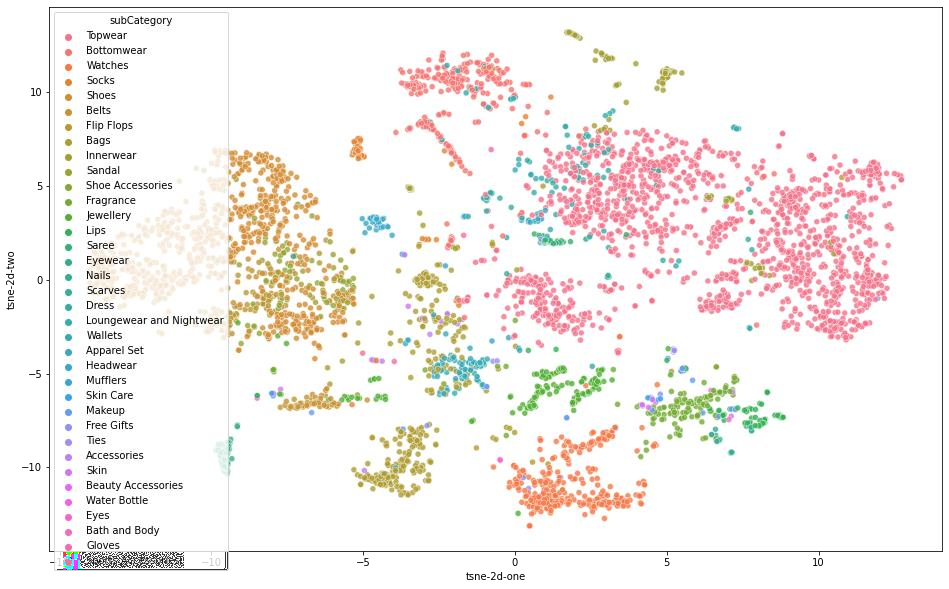 subCategory
Topwear
Bottomwear
Watches
Socks
Shoes
Belts
Flip Flops
Bags
Innerwear
Sandal
Shoe Accessories
Fragrance
Jewellery
Lips
Saree
Eyewear
Nails
Scarves
Dress
Loungewear and Nightwear
Wallets
Apparel Set
Headwear
Mufflers
Skin Care
Makeup
Free Gifts
Ties
Accessories
Skin
Beauty Accessories
Water Bottle
Eyes
Bath and Body
Gloves
10
5
0
−5
−10
tsne-2d-two
−10
−5
0
5
10
tsne-2d-one